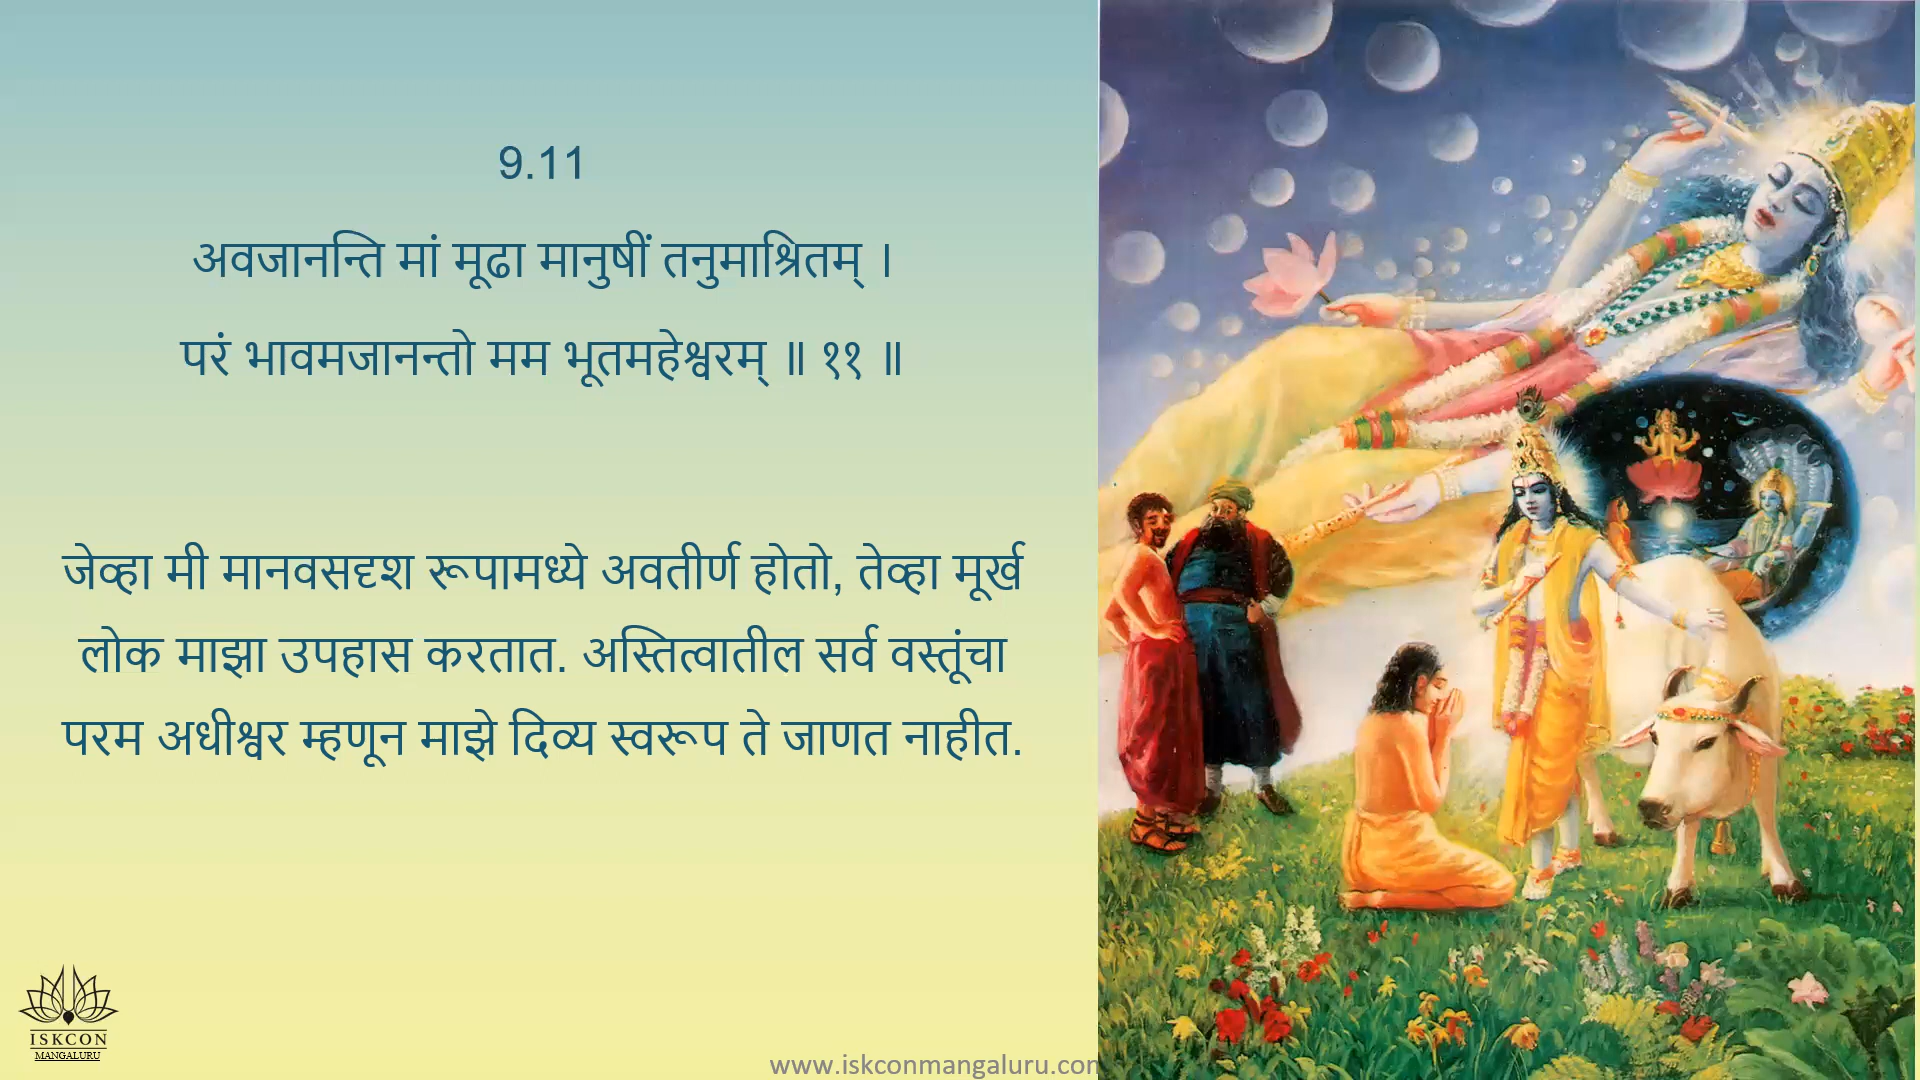 9.11
अवजानन्ति मां मूढा मानुषीं तनुमाश्रितम् ।
परं भावमजानन्तो मम भूतमहेश्वरम् ॥ ११ ॥
जेव्हा मी मानवसदृश रूपामध्ये अवतीर्ण होतो, तेव्हा मूर्ख
लोक माझा उपहास करतात. अस्तित्वातील सर्व वस्तूंचा
परम अधीश्वर म्हणून माझे दिव्य स्वरूप ते जाणत नाहीत.
ISKCON
MANGALURU
www.iskconmangaluru.com